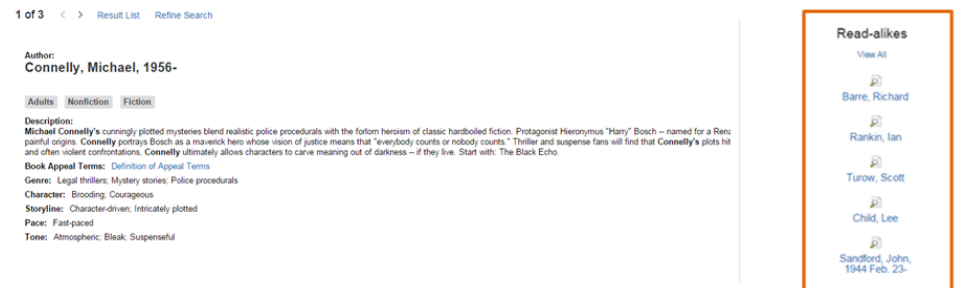 1 of 3 < > Result List Refine Search
Author:
Connelly, Michael, 1956-
Adults Nonfiction Fiction
Description:
Michael Connelly's cunningly plotted mysteries blend realistic police procedurals with the forlorn heroism of classic hardboiled fiction. Protagonist Hieronymus "Harry" Bosch -- named for a Rena
painful origins. Connelly portrays Bosch as a maverick hero whose vision of justice means that "everybody counts or nobody counts." Thriller and suspense fans will find that Connelly's plots hit
and often violent confrontations, Connelly ultimately allows characters to carve meaning out of darkness -- if they live. Start with: The Black Echo.
Book Appeal Terms: Definition of Appeal Terms
Genre: Legal thrillers; Mystery stories; Police procedurals
Character: Brooding; Courageous
Storyline: Character-driven; Intricately plotted
Pace: Fast-paced
Tone: Atmospheric; Bleak; Suspenseful
Read-alikes
View All
Barre, Richard
Rankin, Ian
Turow, Scott
Child, Lee
Sandford, John,
1944 Feb. 23-